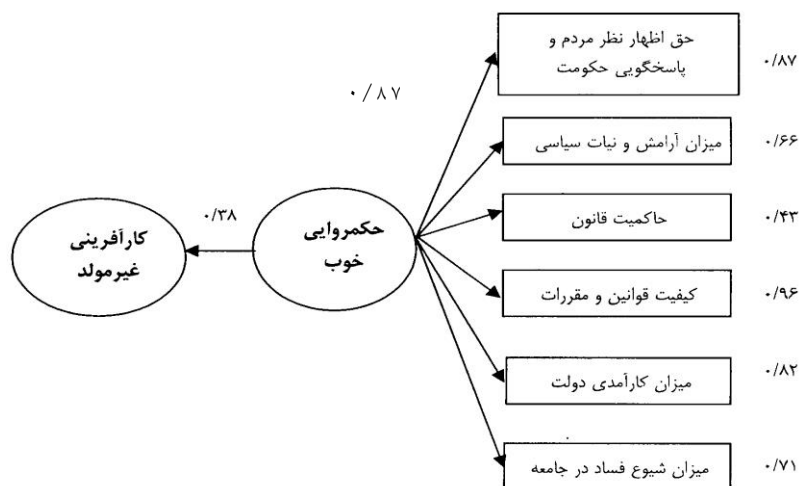 حق اظهار نظر مردم و
پاسخگویی حکومت
۰/۸۷
۰/۸۷
میزان آرامش و نیات سیاسی
۰/۶۶
حاکمیت قانون
۰/۴۳
کیفیت قوانین و مقررات
۰/۹۶
میزان کارآمدی دولت
۰/۸۲
میزان شیوع فساد در جامعه
۰/۷۱
حکمروایی
خوب
۰/۳۸
کارآفرینی
غیرمولد